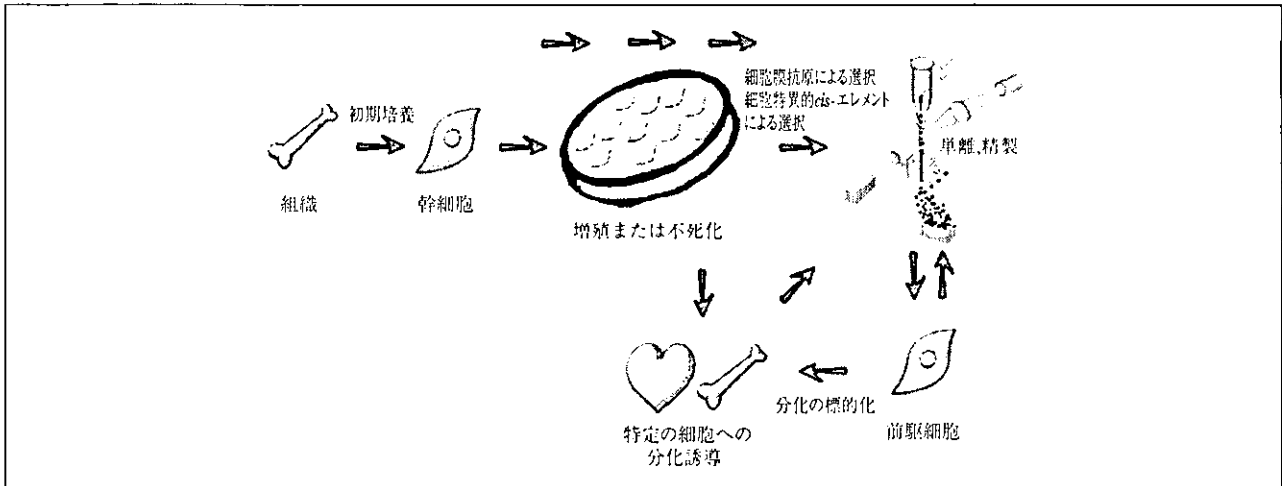 細胞膜抗原による選択
細胞特異的cis-エレメント
による選択
初期培養
単離,精製
組織
幹細胞
増殖または不死化
分化の標的化
前駆細胞
特定の細胞への
分化誘導